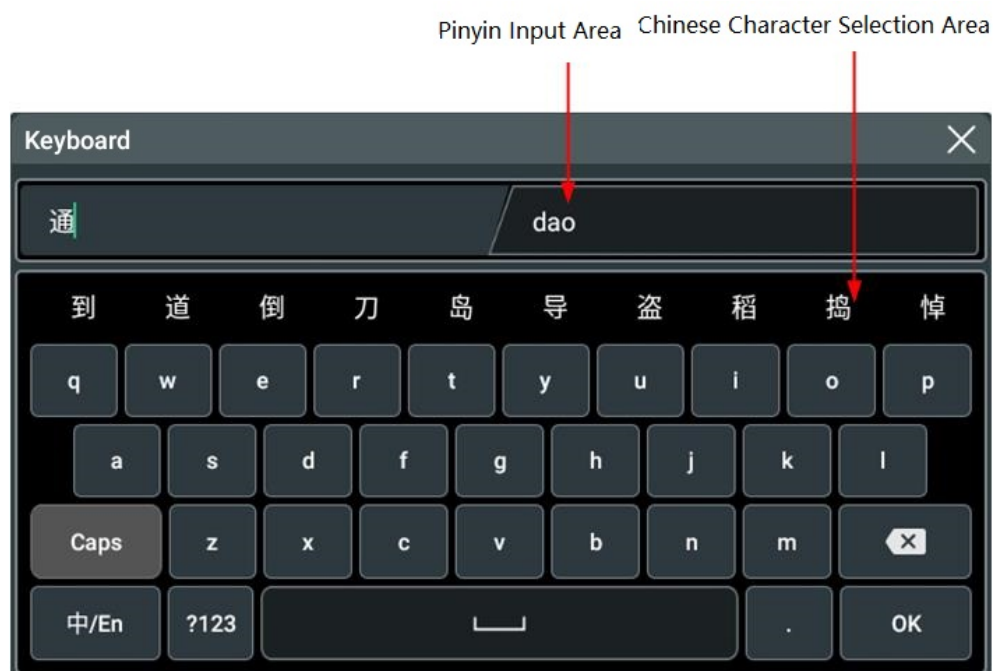 Pinyin Input Area Chinese Character Selection Area
Keyboard
通 dao
到 道 倒 刀 岛 导 盗 稻 捣 悼
q w e r t y u i o p
a s d f g h j k l
Caps z x c v b n m
中/En ?123 . OK